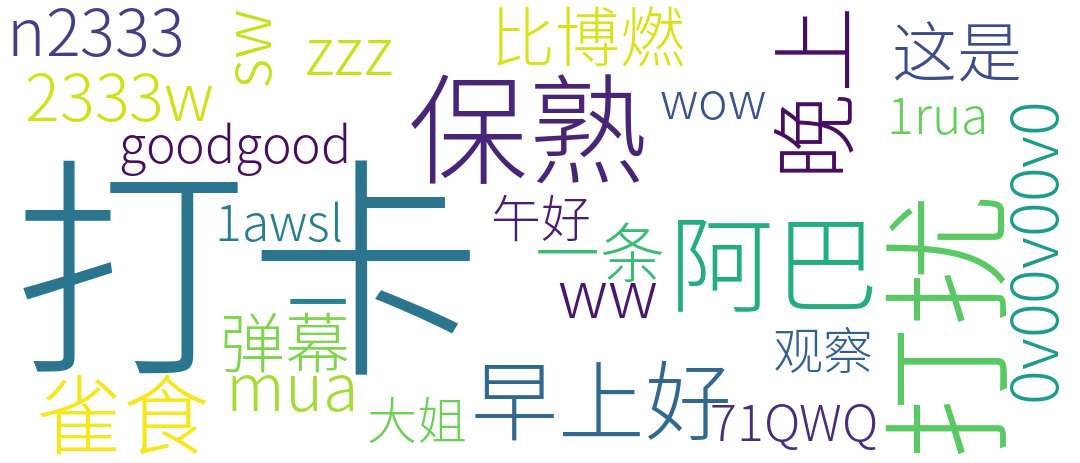 n2333
sw
zzz
比博燃
晚上
这是
2333w
goodgood
保熟
wow
1rua
0v00v00v0
打卡
1awsl
午好
一条
阿巴
打扰
ww
弹幕
观察
雀食
mua
大姐
早上好
71QWQ